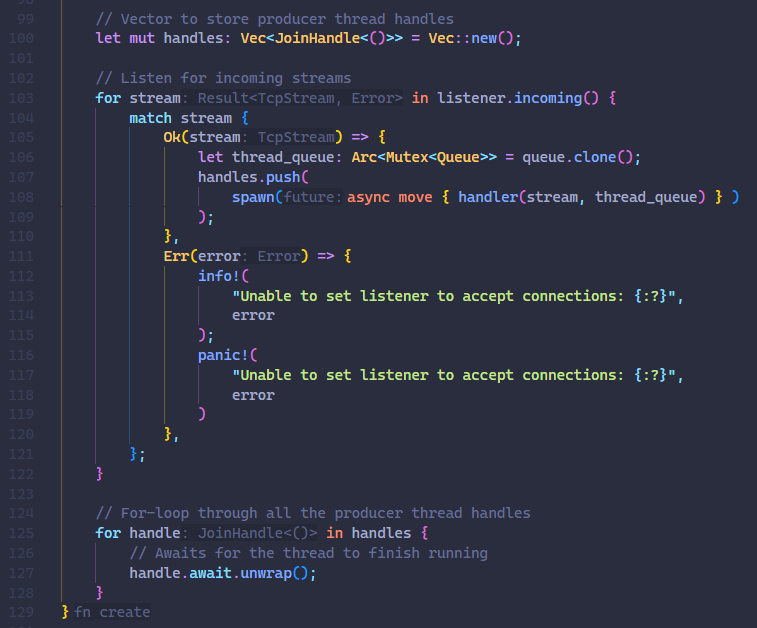 98
99 // Vector to store producer thread handles
100 let mut handles: Vec<JoinHandle<()>> = Vec::new();
101
102 // Listen for incoming streams
103 for stream: Result<TcpStream, Error> in listener.incoming() {
104 match stream {
105 Ok(stream: TcpStream) => {
106 let thread_queue: Arc<Mutex<Queue>> = queue.clone();
107 handles.push(
108 spawn(future: async move { handler(stream, thread_queue) } )
109 );
110 },
111 Err(error: Error) => {
112 info!(
113 "Unable to set listener to accept connections: {:?}",
114 error
115 );
116 panic!(
117 "Unable to set listener to accept connections: {:?}",
118 error
119 )
120 },
121 };
122 }
123
124 // For-loop through all the producer thread handles
125 for handle: JoinHandle<()> in handles {
126 // Awaits for the thread to finish running
127 handle.await.unwrap();
128 }
129 } fn create